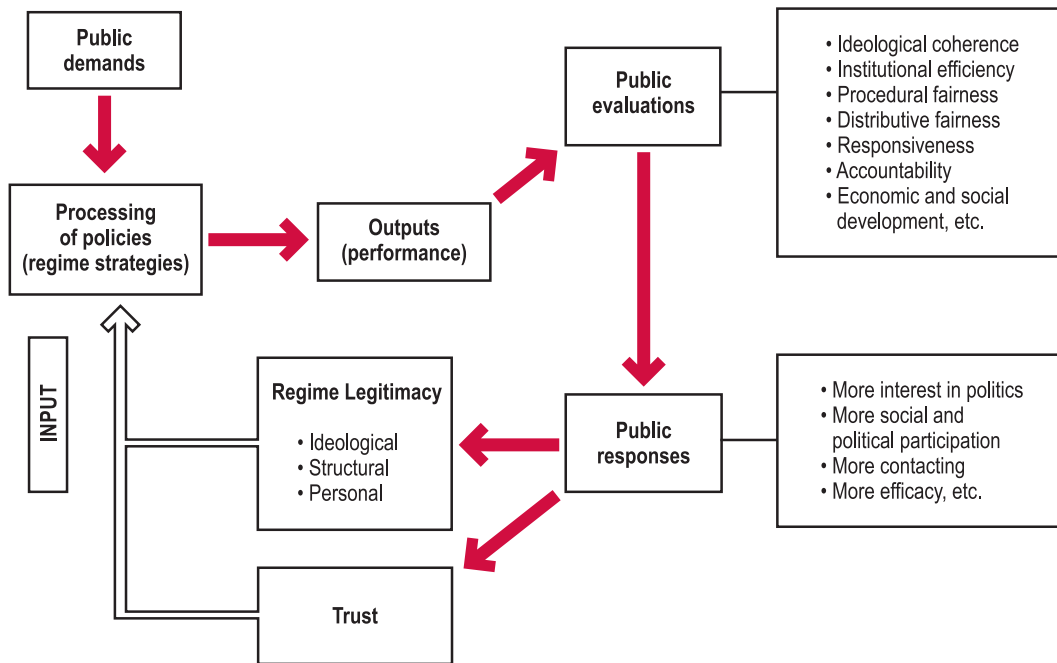 Public
demands
Processing
of policies
(regime strategies)
Outputs
(performance)
Public
evaluations
• Ideological coherence
• Institutional efficiency
• Procedural fairness
• Distributive fairness
• Responsiveness
• Accountability
• Economic and social
development, etc.
INPUT
Regime Legitimacy
• Ideological
• Structural
• Personal
Public
responses
• More interest in politics
• More social and
political participation
• More contacting
• More efficacy, etc.
Trust